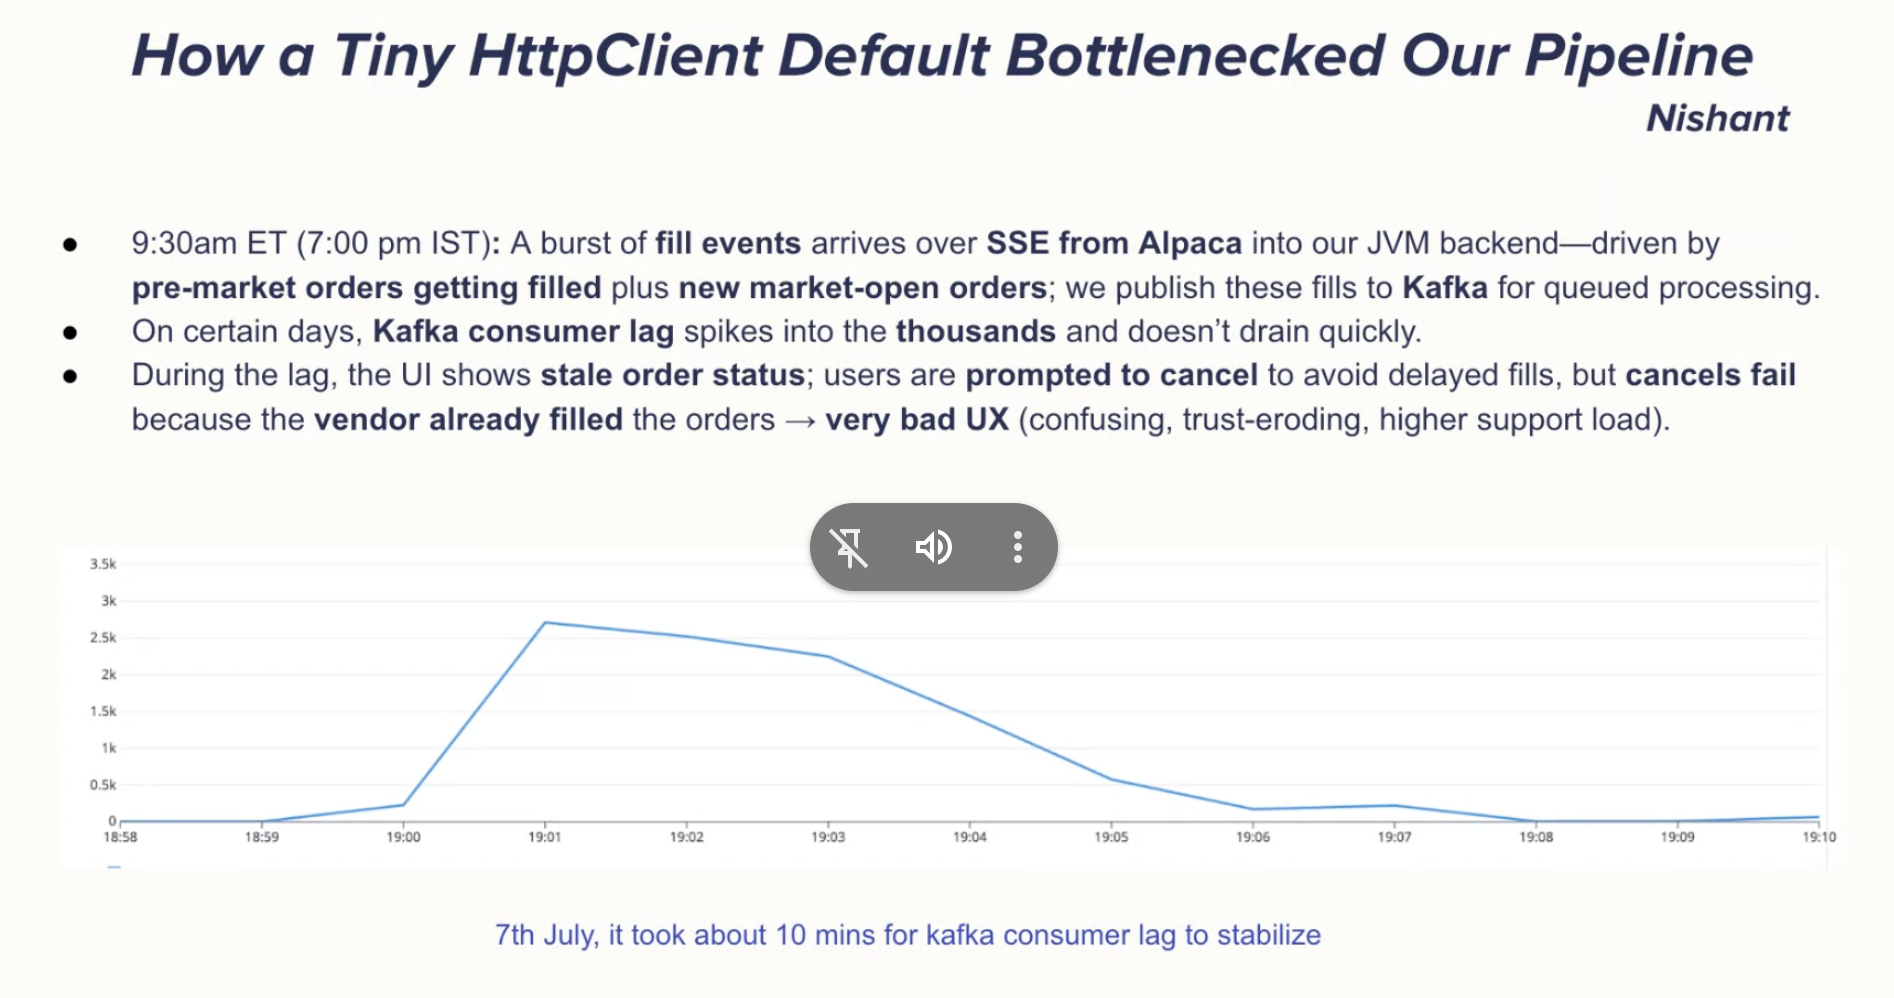 How a Tiny HttpClient Default Bottlenecked Our Pipeline
Nishant
● 9:30am ET (7:00 pm IST): A burst of fill events arrives over SSE from Alpaca into our JVM backend—driven by
pre-market orders getting filled plus new market-open orders; we publish these fills to Kafka for queued processing.
● On certain days, Kafka consumer lag spikes into the thousands and doesn’t drain quickly.
● During the lag, the UI shows stale order status; users are prompted to cancel to avoid delayed fills, but cancels fail
because the vendor already filled the orders → very bad UX (confusing, trust-eroding, higher support load).
3.5k
3k
2.5k
2k
1.5k
1k
0.5k
0
18:58 18:59 19:00 19:01 19:02 19:03 19:04 19:05 19:06 19:07 19:08 19:09 19:10
7th July, it took about 10 mins for kafka consumer lag to stabilize